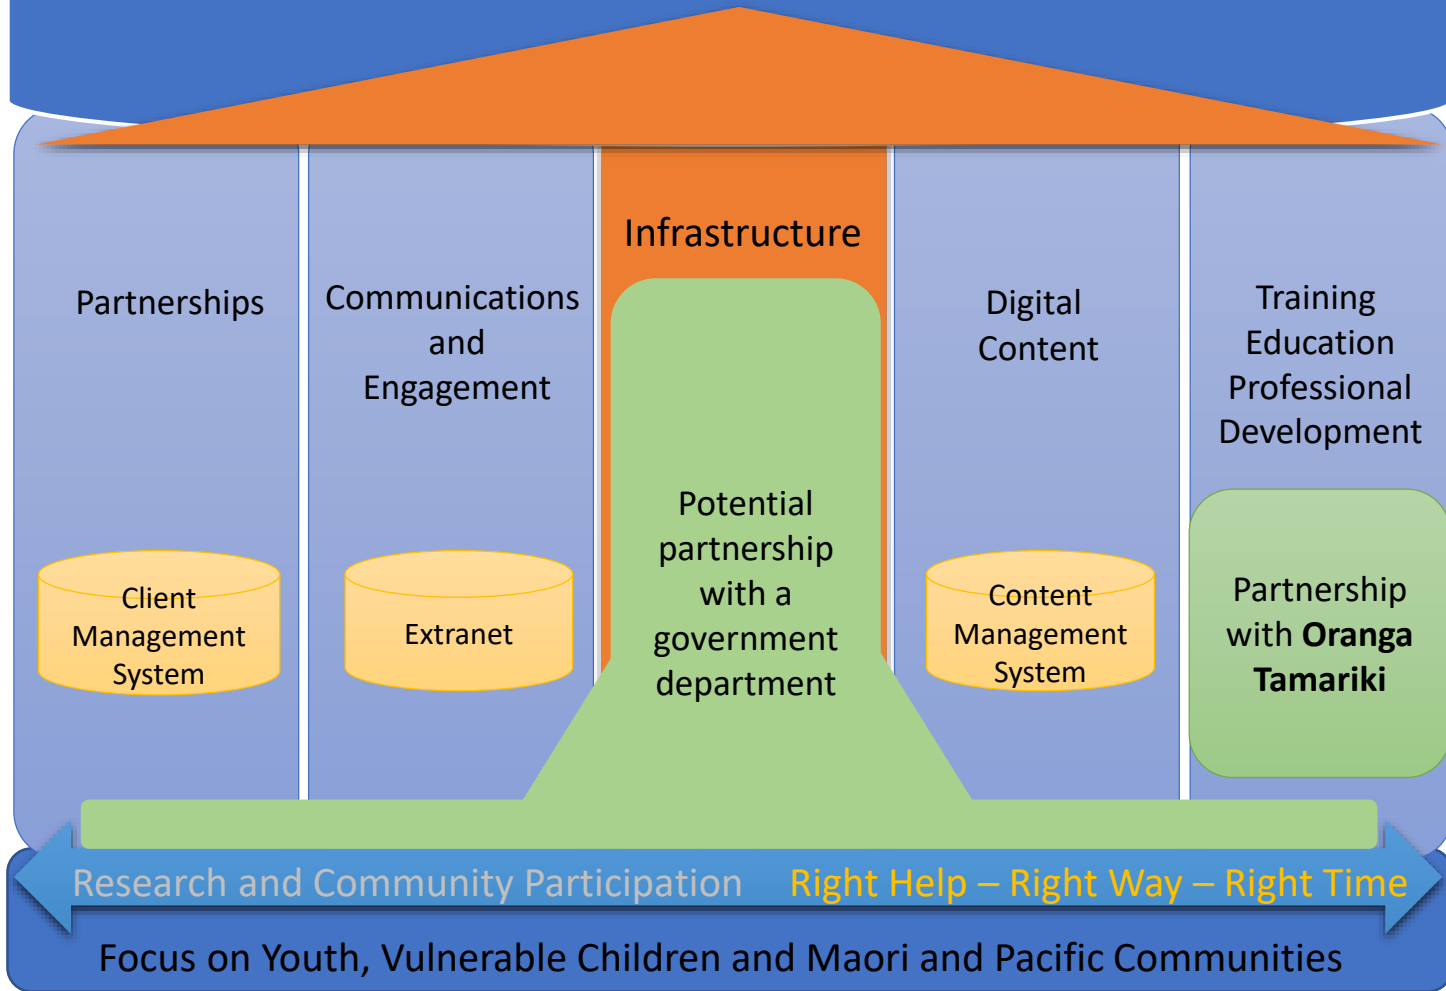 Partnerships
Communications
and
Engagement
Infrastructure
Digital
Content
Training
Education
Professional
Development
Client
Management
System
Extranet
Potential
partnership
with a
government
department
Content
Management
System
Partnership
with Oranga
Tamariki
Research and Community Participation Right Help – Right Way – Right Time
Focus on Youth, Vulnerable Children and Maori and Pacific Communities